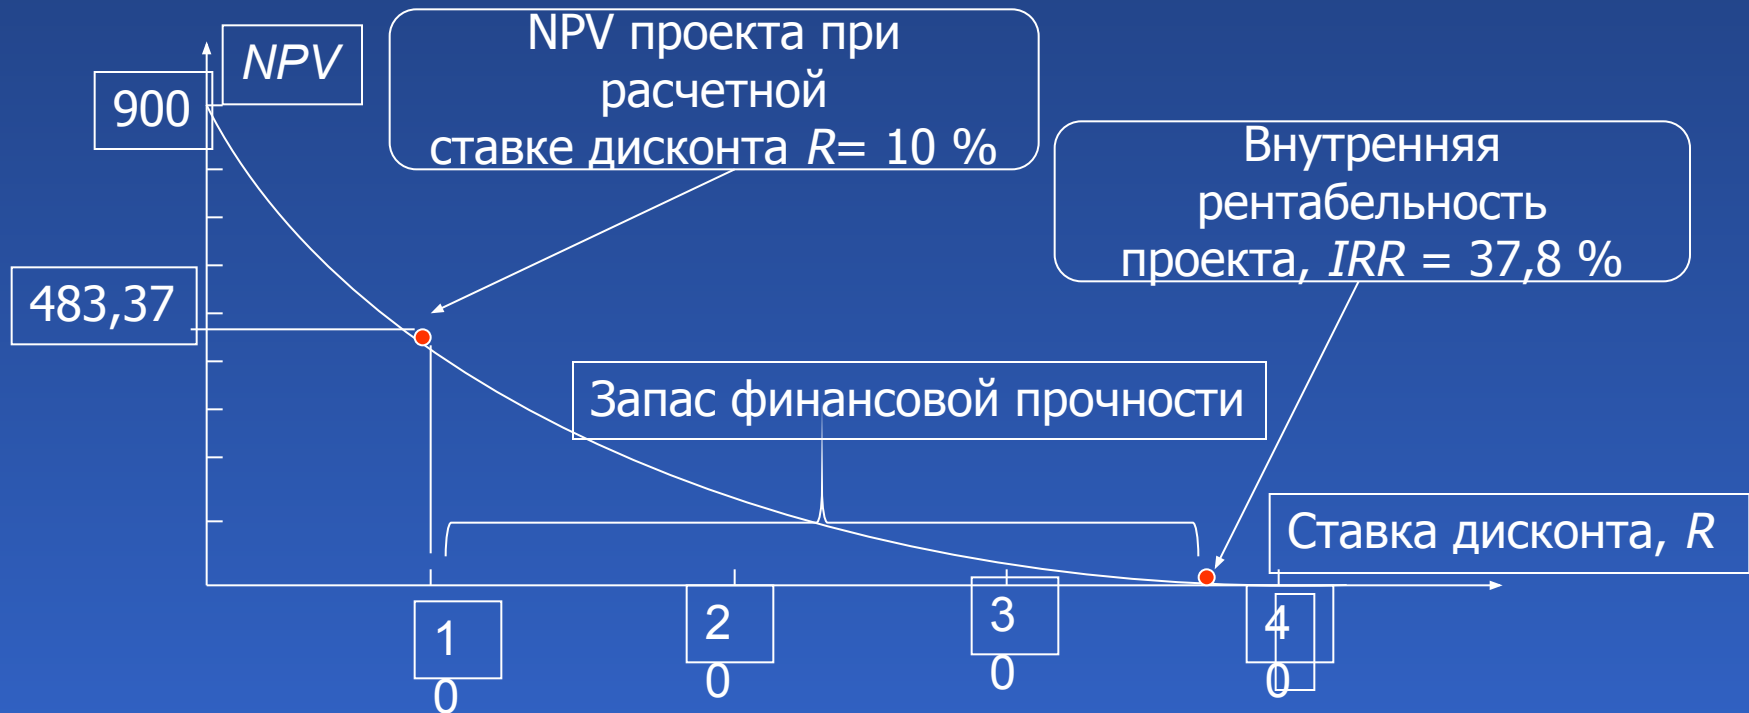 NPV
900
NPV проекта при
расчетной
ставке дисконта R= 10 %
Внутренняя
рентабельность
проекта, IRR = 37,8 %
483,37
Запас финансовой прочности
Ставка дисконта, R
1
0
2
0
3
0
4
0